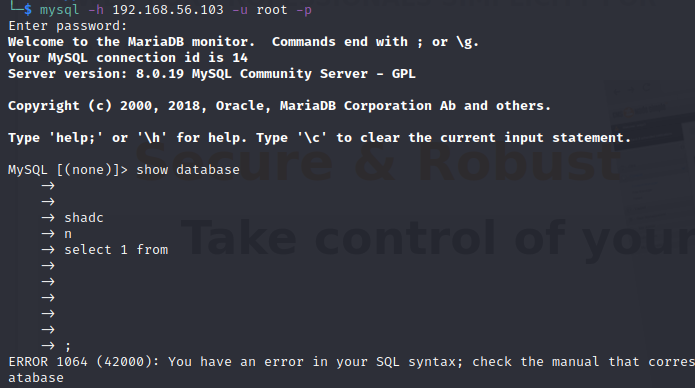 └─$ mysql -h 192.168.56.103 -u root -p
Enter password:
Welcome to the MariaDB monitor.  Commands end with ; or \g.
Your MySQL connection id is 14
Server version: 8.0.19 MySQL Community Server - GPL
Copyright (c) 2000, 2018, Oracle, MariaDB Corporation Ab and others.
Type 'help;' or '\h' for help. Type '\c' to clear the current input statement.
MySQL [(none)]> show database
->
->
-> shadc
-> n
-> select 1 from
->
->
->
->
->
-> ;
ERROR 1064 (42000): You have an error in your SQL syntax; check the manual that corres
atabase
Secure & Robust
Take control of your